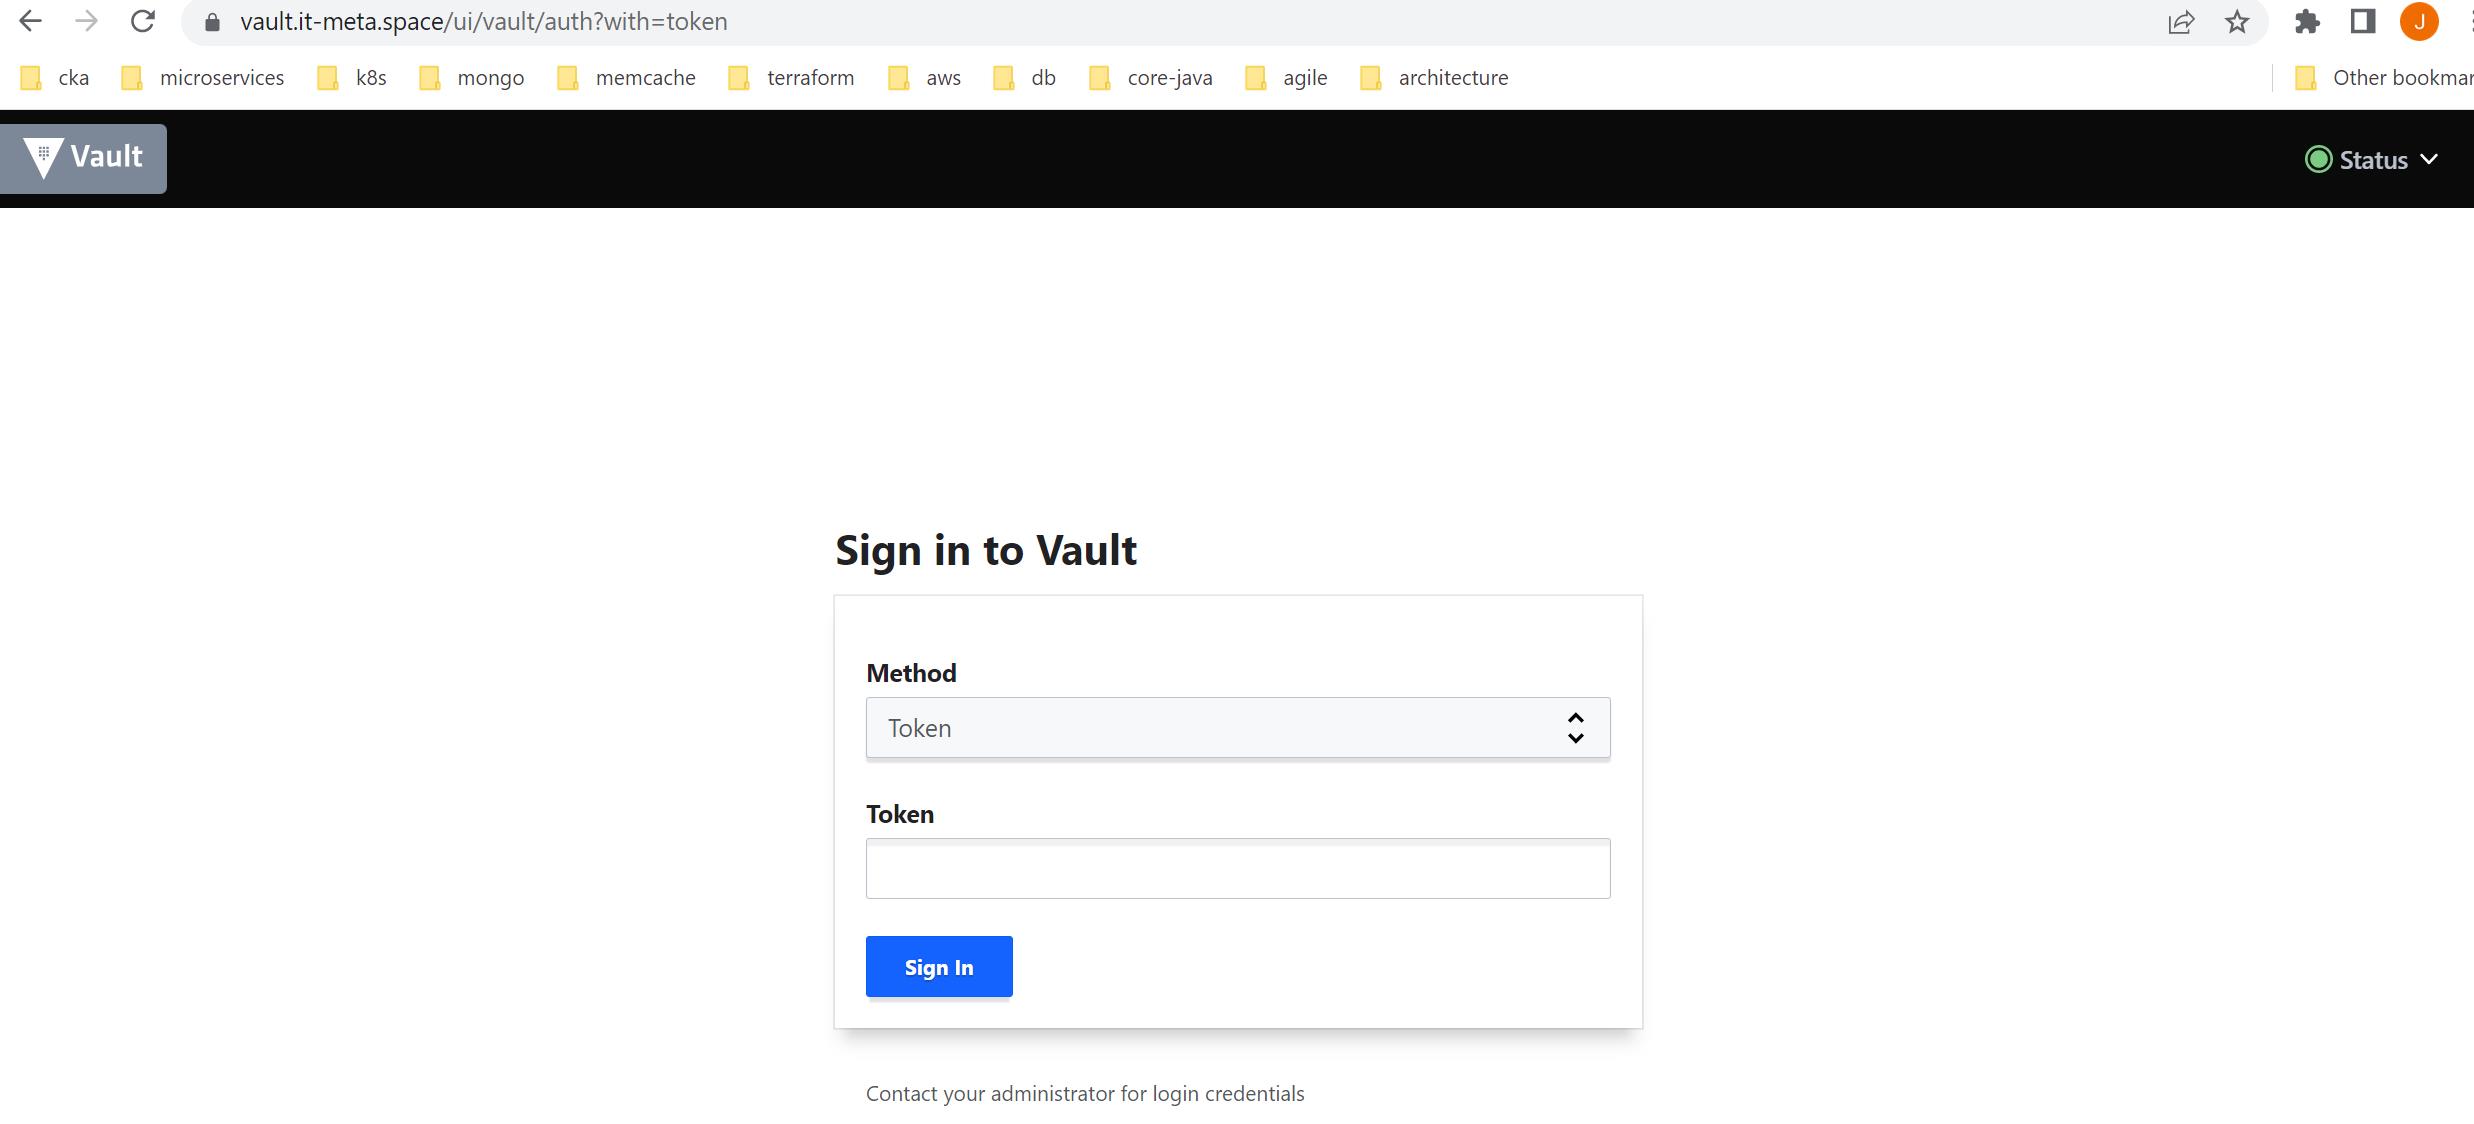 vault.it-meta.space/ui/vault/auth?with=token J
cka microservices k8s mongo memcache terraform aws db core-java agile architecture Other
Vault Status
Sign in to Vault
Method
Token
Token
Sign In
Contact your administrator for login credentials